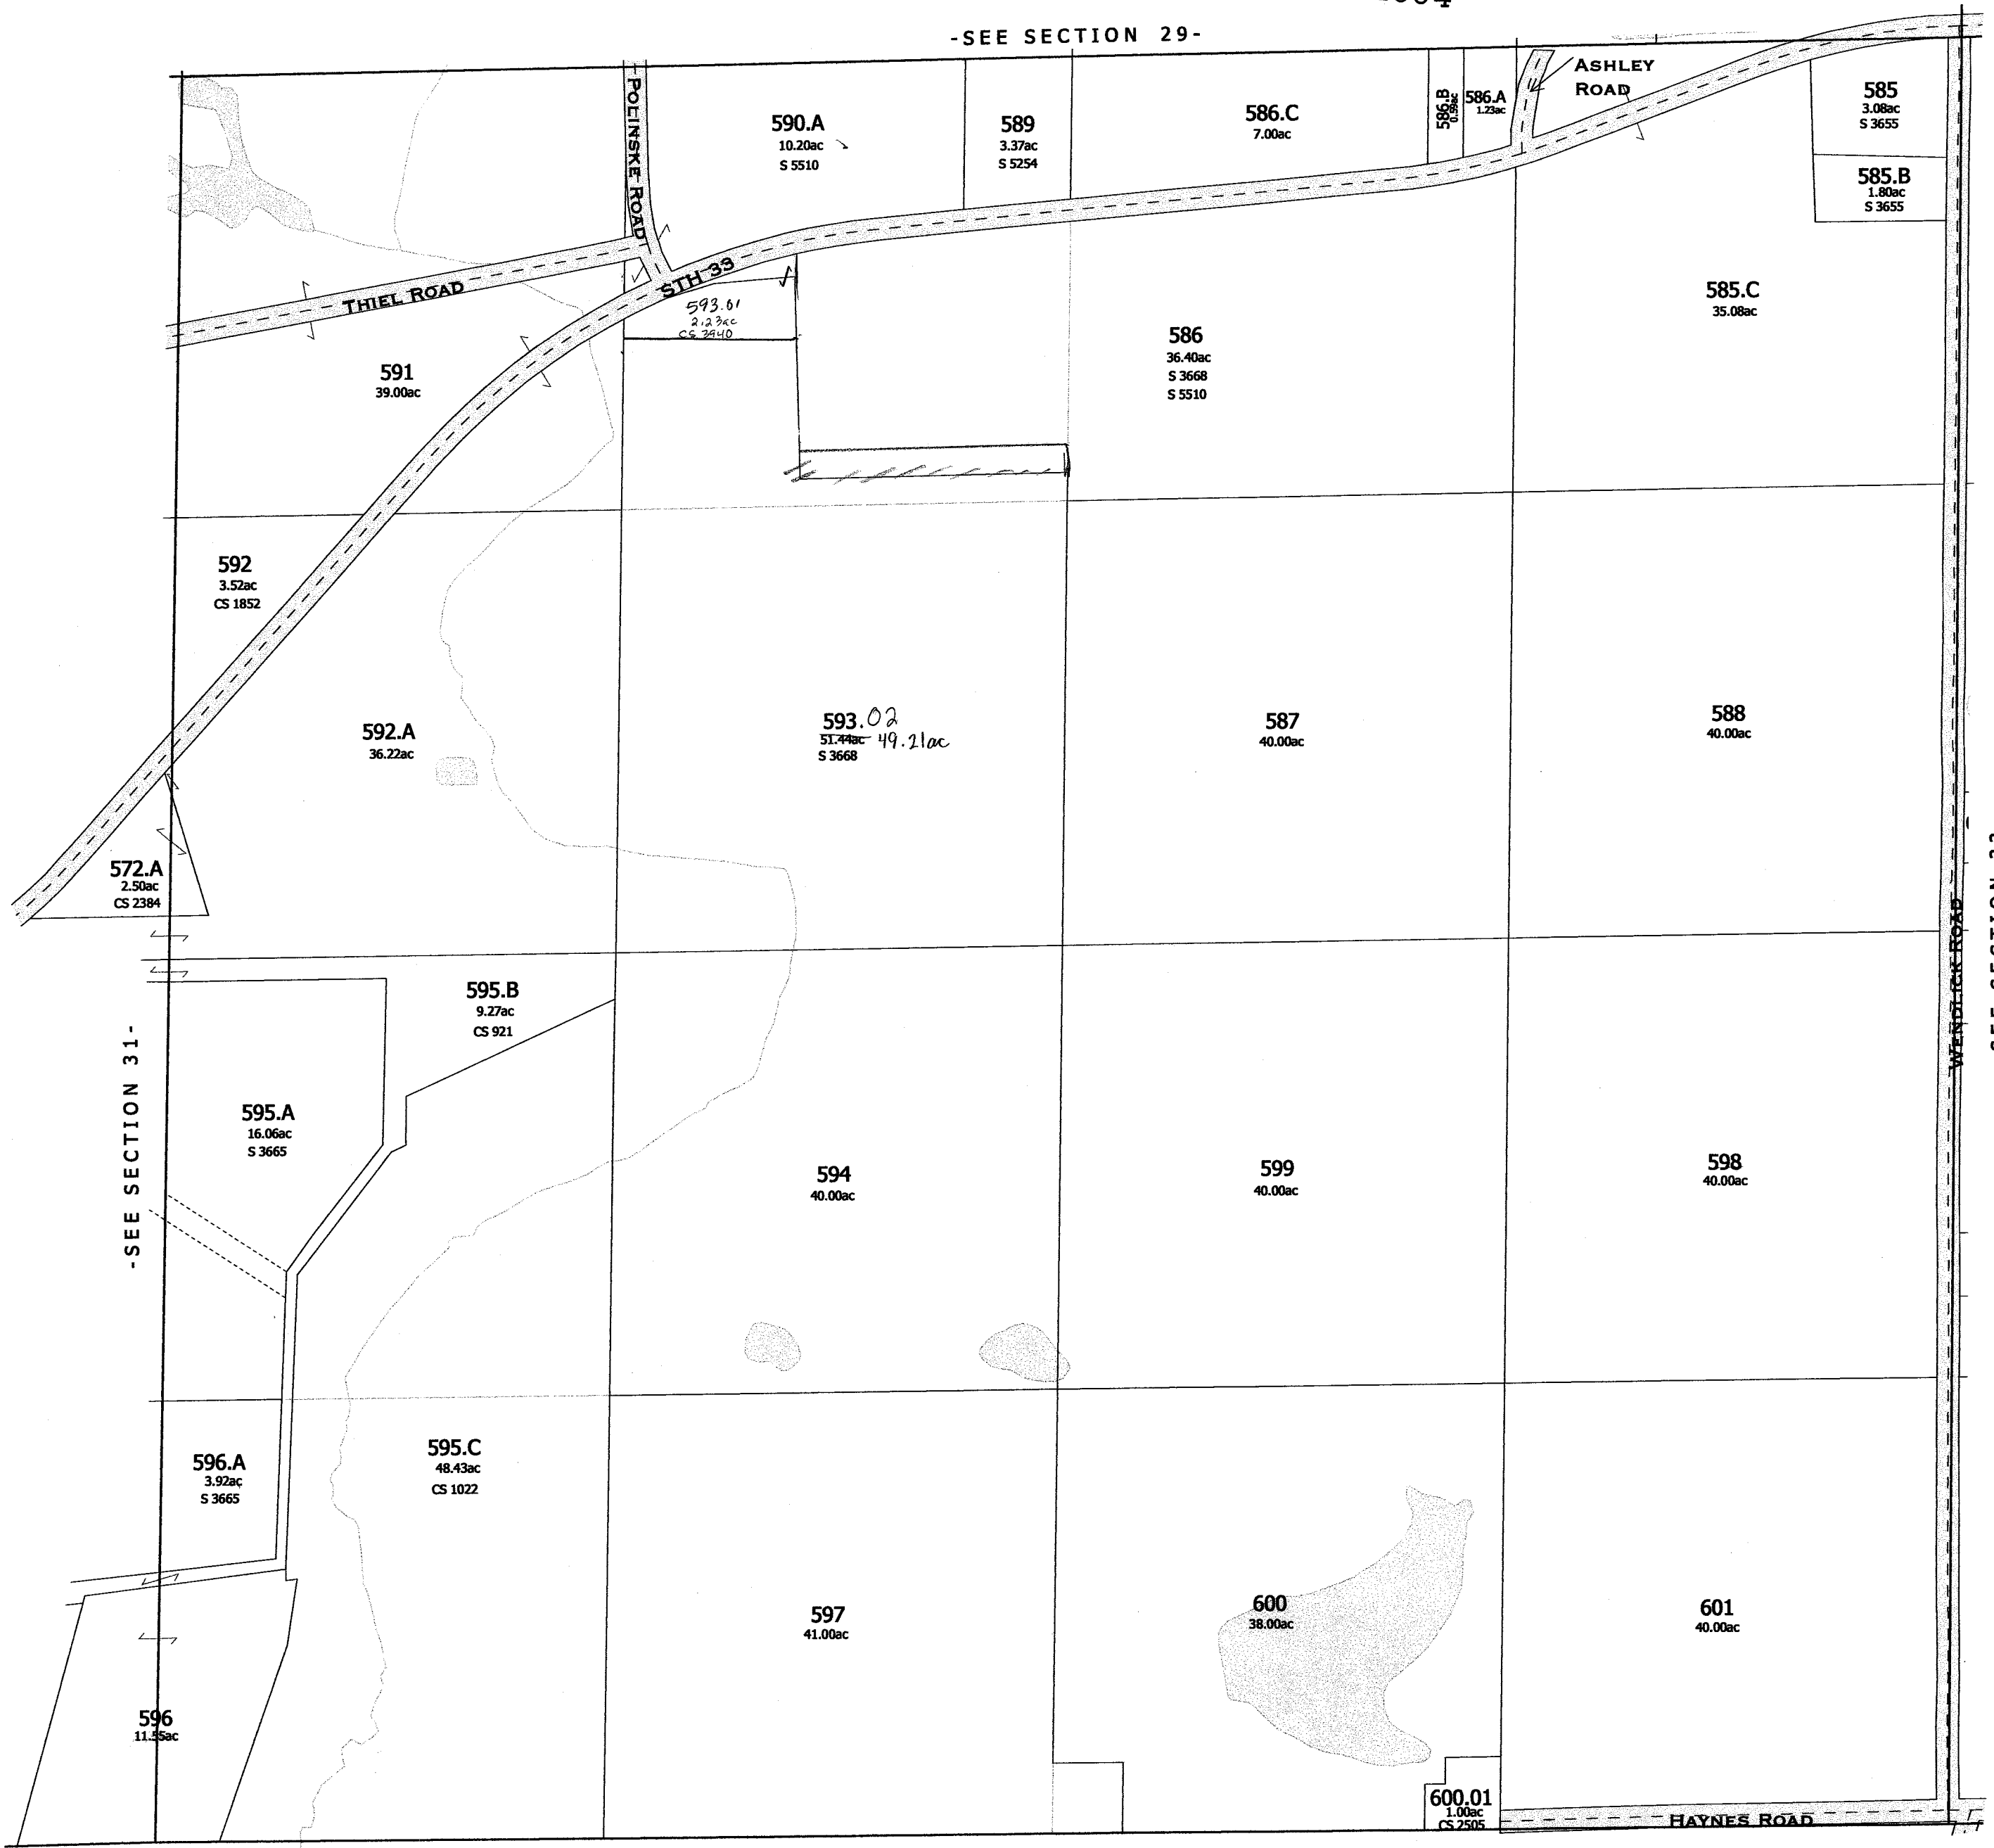 -SEE SECTION 29-
ASHLEY
ROAD
POLINSKE ROAD
590.A
10.20ac
S 5510
589
3.37ac
S 5254
586.C
7.00ac
586.B
586.A
1.23ac
585
3.08ac
S 3655
585.B
1.80ac
S 3655
THIEL ROAD
STH 33
593.01
2.23ac
CS 3940
585.C
35.08ac
586
36.40ac
S 3668
S 5510
591
39.00ac
592
3.52ac
CS 1852
592.A
36.22ac
593.02
51.44ac 49.21ac
S 3668
587
40.00ac
588
40.00ac
572.A
2.50ac
CS 2384
WENDLICK ROAD
595.B
9.27ac
CS 921
-SEE SECTION 31-
595.A
16.06ac
S 3665
594
40.00ac
599
40.00ac
598
40.00ac
596.A
3.92ac
S 3665
595.C
48.43ac
CS 1022
597
41.00ac
600
38.00ac
601
40.00ac
596
11.55ac
600.01
1.00ac
CS 2505
HAYNES ROAD